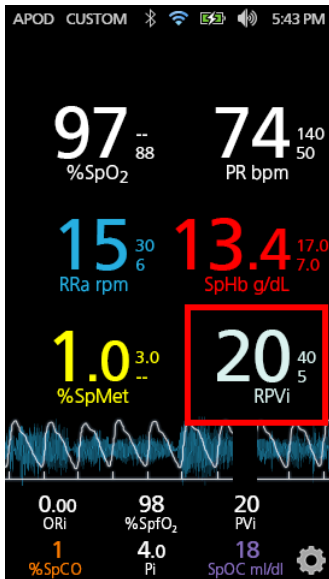 APOD CUSTOM 5:43 PM
97 -- 88 74 140 50
%SpO₂ PR bpm
15 30 6 13.4 17.0 7.0
RRa rpm SpHb g/dL
1.0 3.0 -- 20 40 5
%SpMet RPVi
0.00 98 20
ORi %SpfO₂ PVi
1 4.0 18
%SpCO Pi SpOC ml/dl